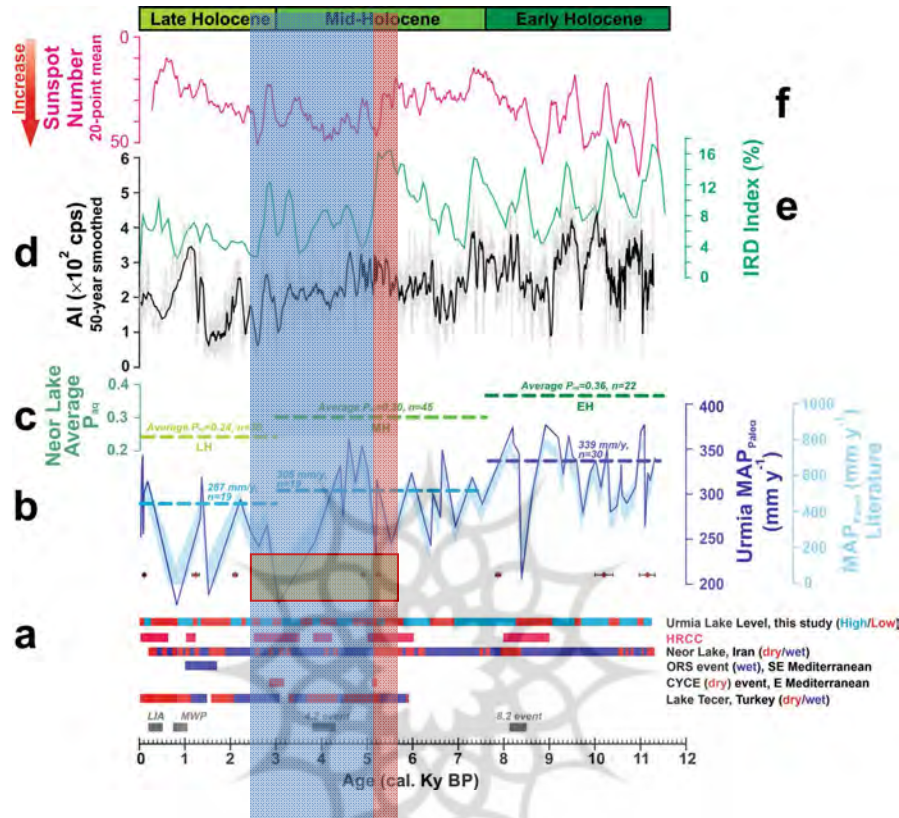 Late Holocene Mid-Holocene Early Holocene
Increase
Sunspot
Number
20-point mean
0
50
f
6
5
4
3
2
1
0
d
Al (×10² cps)
50-year smoothed
16
12
8
4
0
IRD Index (%)
e
c
Neor Lake
Average
Paq
0.4
0.3
0.2
Average Paq=0.24, n=
LH
Average Paq=0.30, n=45
MH
Average Paq=0.36, n=22
EH
b
287 mm/y,
n=19
305 mm/y,
339 mm/y,
n=30
400
350
300
250
200
Urmia MAPPaleo
(mm y-1)
1000
800
600
400
200
0
(mm y-1)
Literature
a
Urmia Lake Level, this study (High/Low)
HRCC
Neor Lake, Iran (dry/wet)
ORS event (wet), SE Mediterranean
CYCE (dry) event, E Mediterranean
Lake Tecer, Turkey (dry/wet)
LIA MWP 4.2 event 8.2 event
0 1 2 3 4 5 6 7 8 9 10 11 12
Age (cal. Ky BP)